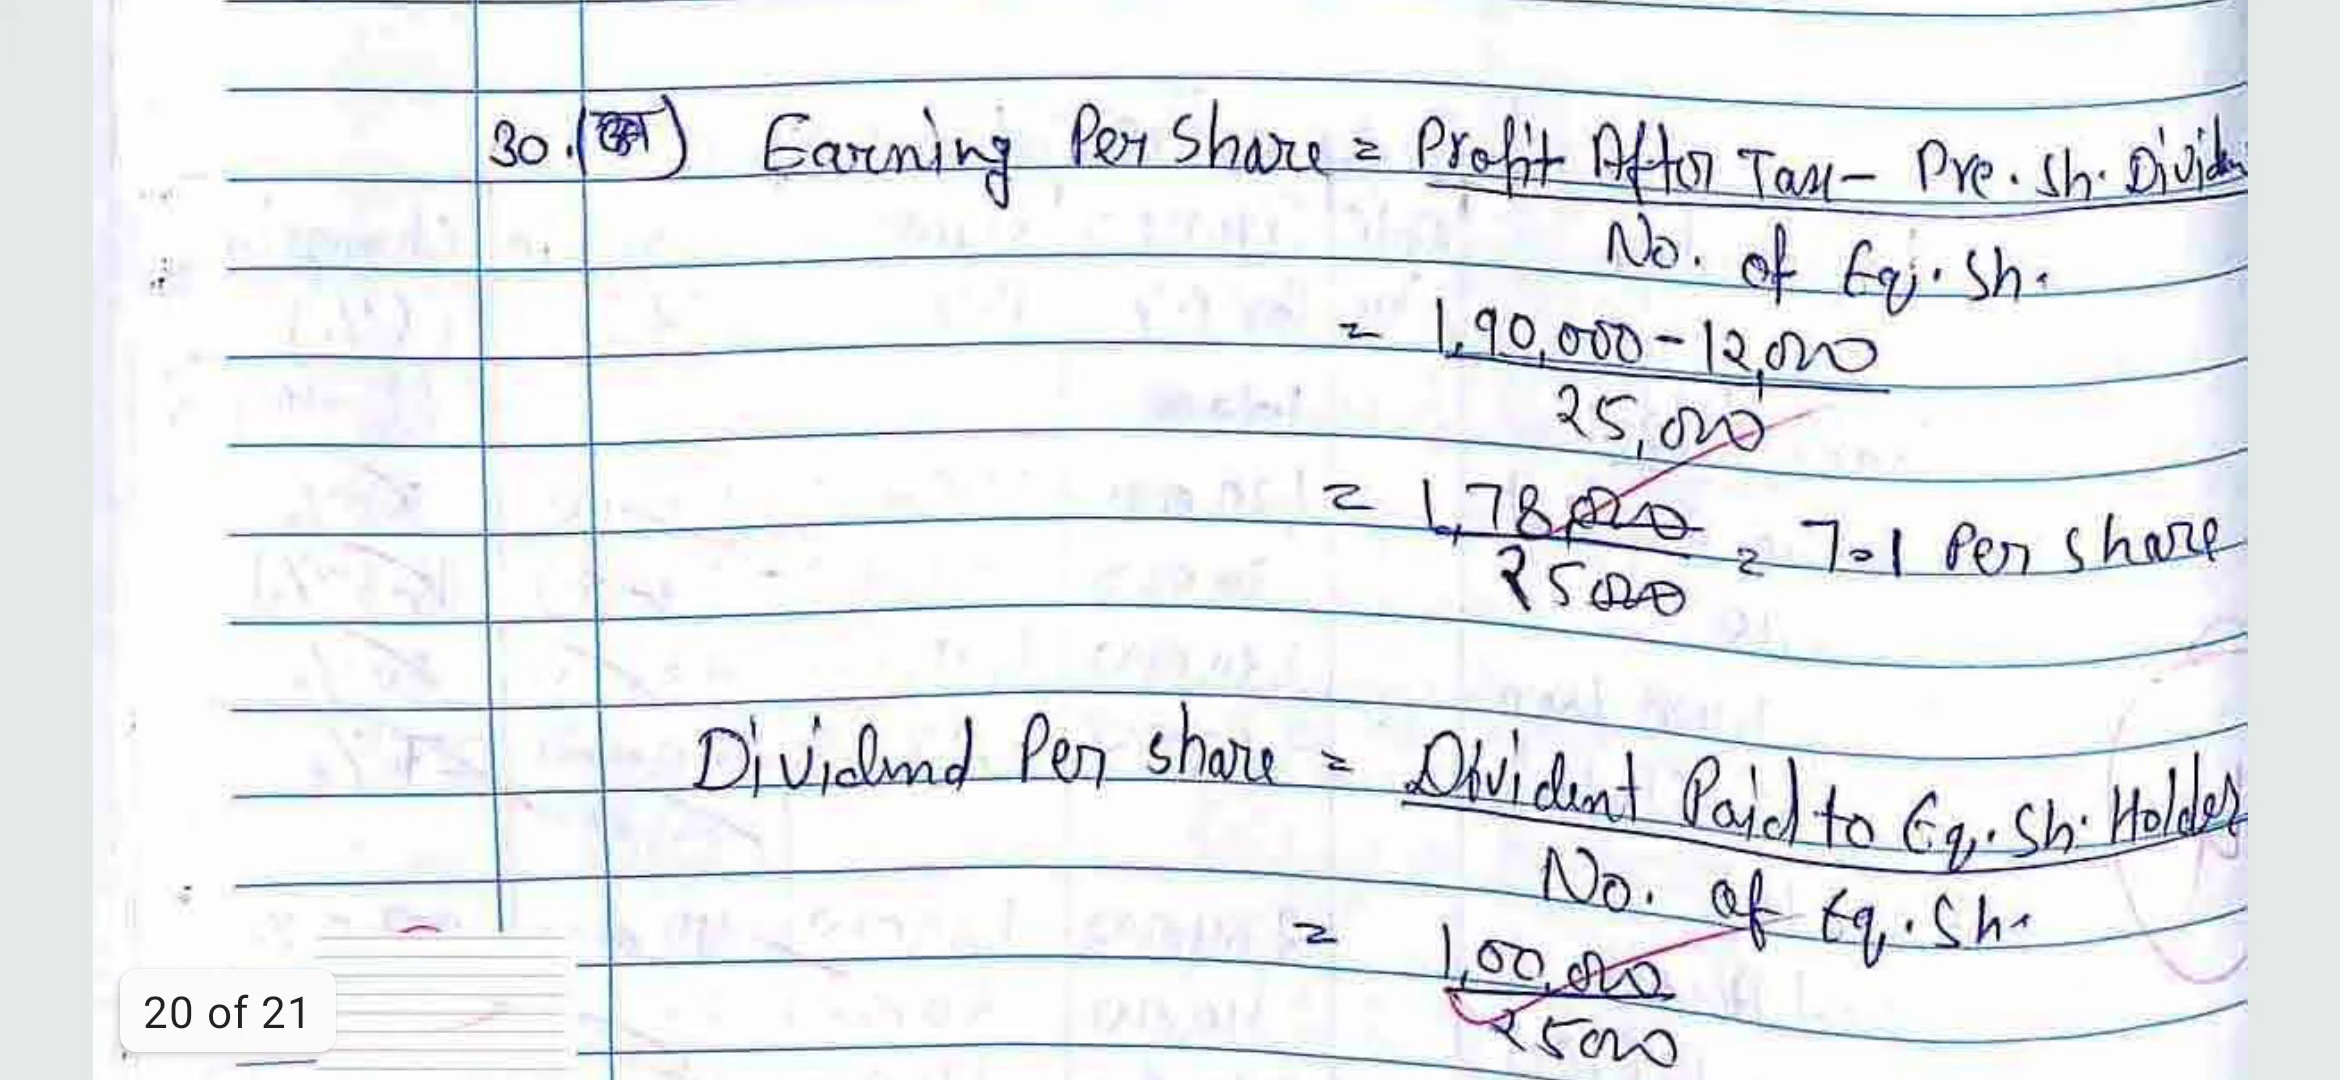 30. Earning Per Share = Profit After Tax - Pre. Sh.
No. of Eq. Sh.
= 1,90,000 - 12,000
25,000
= 1,78,000
25000 = 7.1 Per share
Dividend Per share = Divident Paid to Eq. Sh. Holder
No. of Eq. Sh.
= 1,00,000
25000
20 of 21